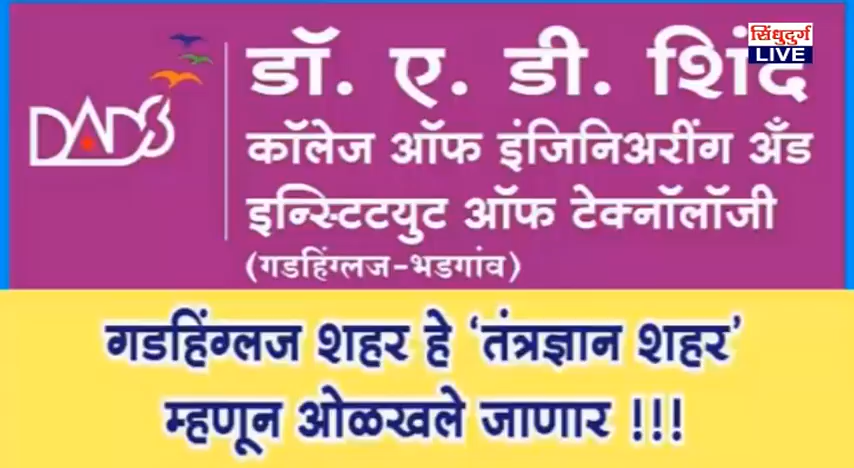 सिंधुदुर्ग
LIVE
DADS
डॉ. ए. डी. शिंदे
कॉलेज ऑफ इंजिनिअरींग अँड
इन्स्टिटयुट ऑफ टेक्नॉलॉजी
(गडहिंग्लज-भडगांव)
गडहिंग्लज शहर हे ‘तंत्रज्ञान शहर’
म्हणून ओळखले जाणार !!!